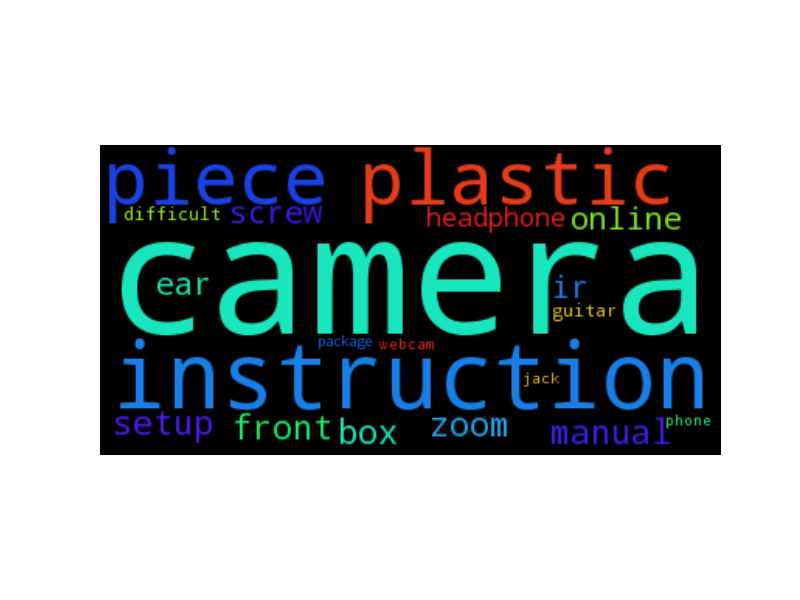 piece plastic
difficult screw headphone online
camera
ear ir
guitar
package webcam
instruction
jack
setup front box zoom manual phone